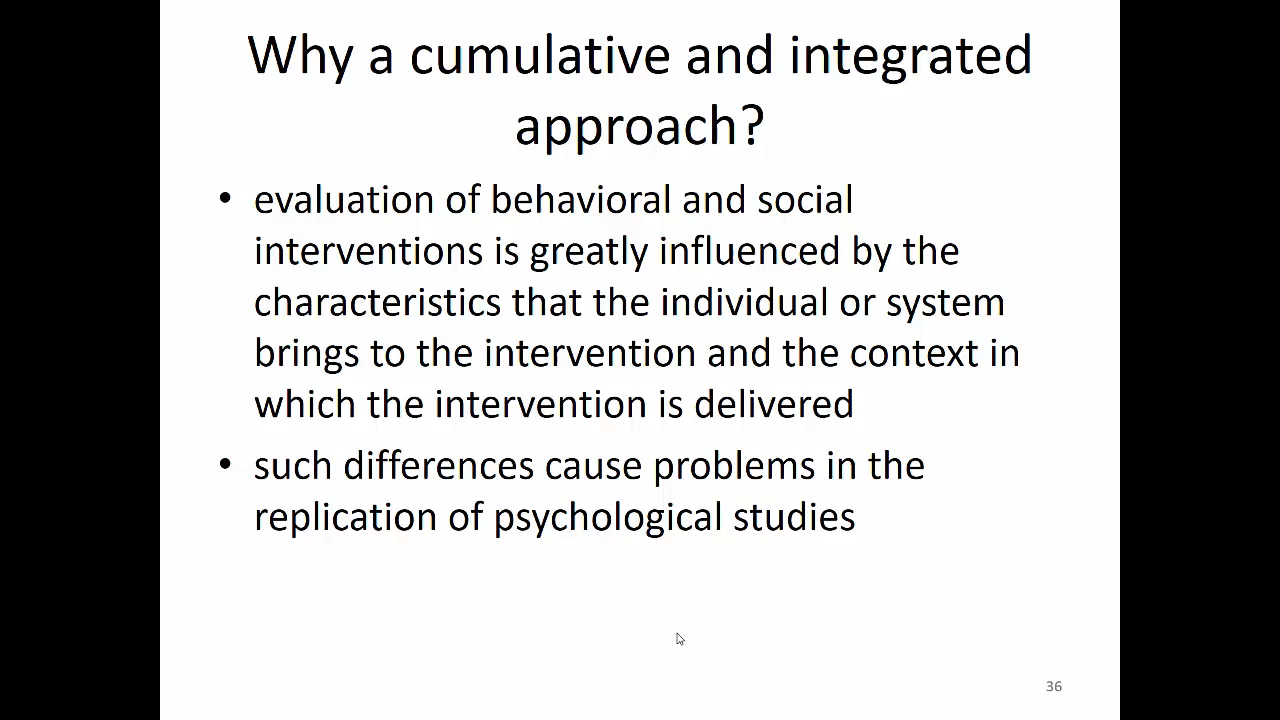 Why a cumulative and integrated
approach?
• evaluation of behavioral and social
interventions is greatly influenced by the
characteristics that the individual or system
brings to the intervention and the context in
which the intervention is delivered
• such differences cause problems in the
replication of psychological studies
36